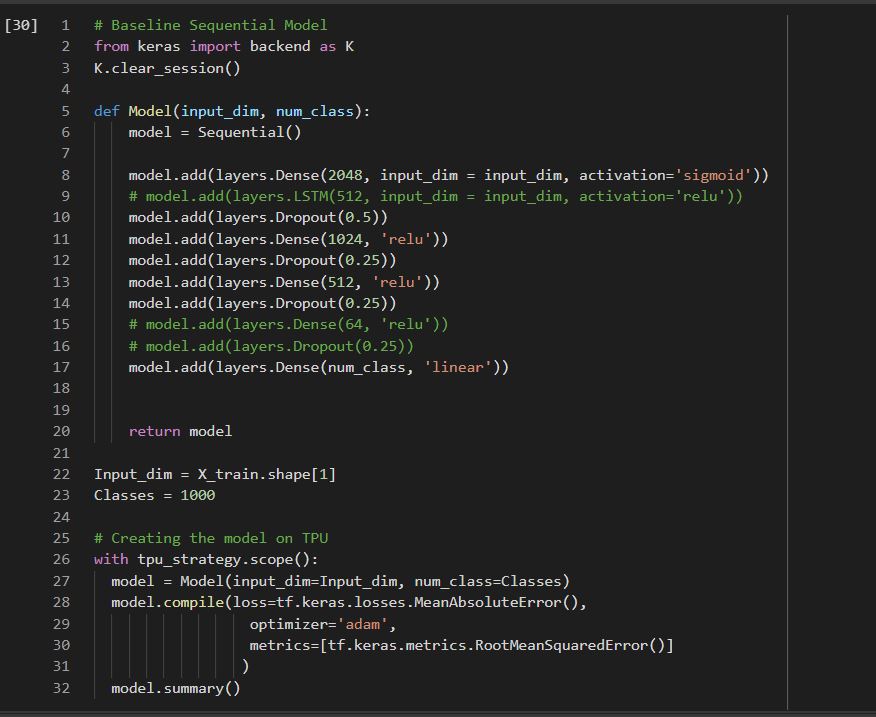 [30] 1 # Baseline Sequential Model
2 from keras import backend as K
3 K.clear_session()
4
5 def Model(input_dim, num_class):
6     model = Sequential()
7
8     model.add(layers.Dense(2048, input_dim = input_dim, activation='sigmoid'))
9     # model.add(layers.LSTM(512, input_dim = input_dim, activation='relu'))
10     model.add(layers.Dropout(0.5))
11     model.add(layers.Dense(1024, 'relu'))
12     model.add(layers.Dropout(0.25))
13     model.add(layers.Dense(512, 'relu'))
14     model.add(layers.Dropout(0.25))
15     # model.add(layers.Dense(64, 'relu'))
16     # model.add(layers.Dropout(0.25))
17     model.add(layers.Dense(num_class, 'linear'))
18
19
20     return model
21
22 Input_dim = X_train.shape[1]
23 Classes = 1000
24
25 # Creating the model on TPU
26 with tpu_strategy.scope():
27   model = Model(input_dim=Input_dim, num_class=Classes)
28   model.compile(loss=tf.keras.losses.MeanAbsoluteError(),
29                   optimizer='adam',
30                   metrics=[tf.keras.metrics.RootMeanSquaredError()]
31                  )
32   model.summary()